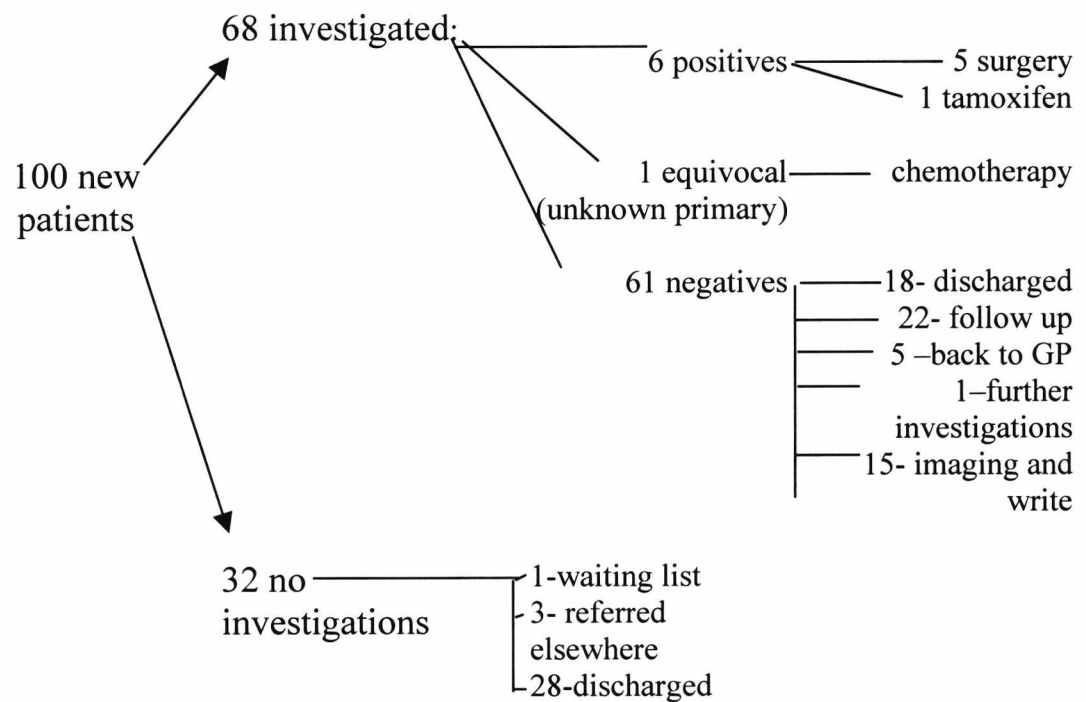 68 investigated:
6 positives
5 surgery
1 tamoxifen
100 new
patients
1 equivocal
(unknown primary)
chemotherapy
61 negatives
18- discharged
22- follow up
5 –back to GP
1–further
investigations
15- imaging and
write
32 no
investigations
1-waiting list
3- referred
elsewhere
28-discharged